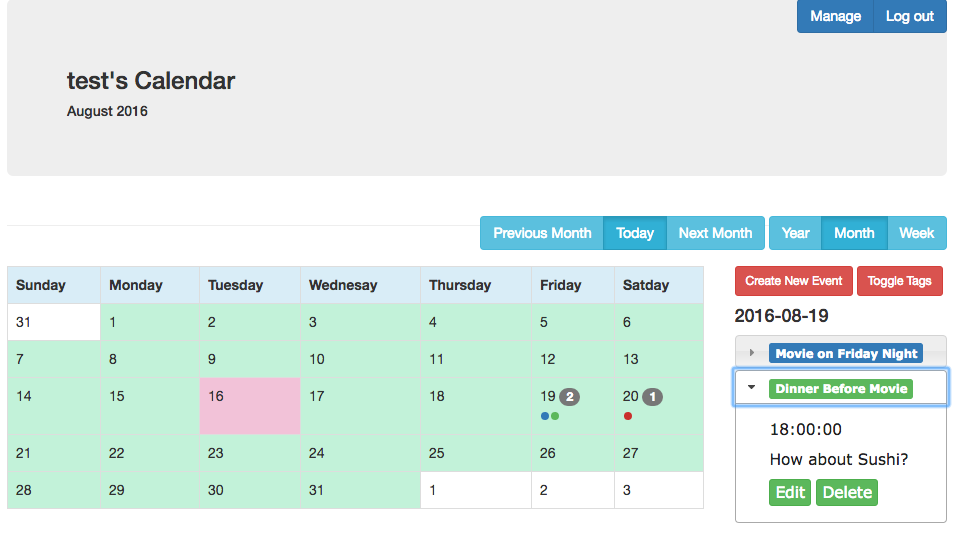 Manage Log out
test's Calendar
August 2016
Previous Month Today Next Month Year Month Week
Create New Event Toggle Tags
Sunday Monday Tuesday Wednesay Thursday Friday Satday
2016-08-19
31 1 2 3 4 5 6
Movie on Friday Night
7 8 9 10 11 12 13
Dinner Before Movie
14 15 16 17 18 19 2 20 1
18:00:00
21 22 23 24 25 26 27
How about Sushi?
28 29 30 31 1 2 3
Edit Delete